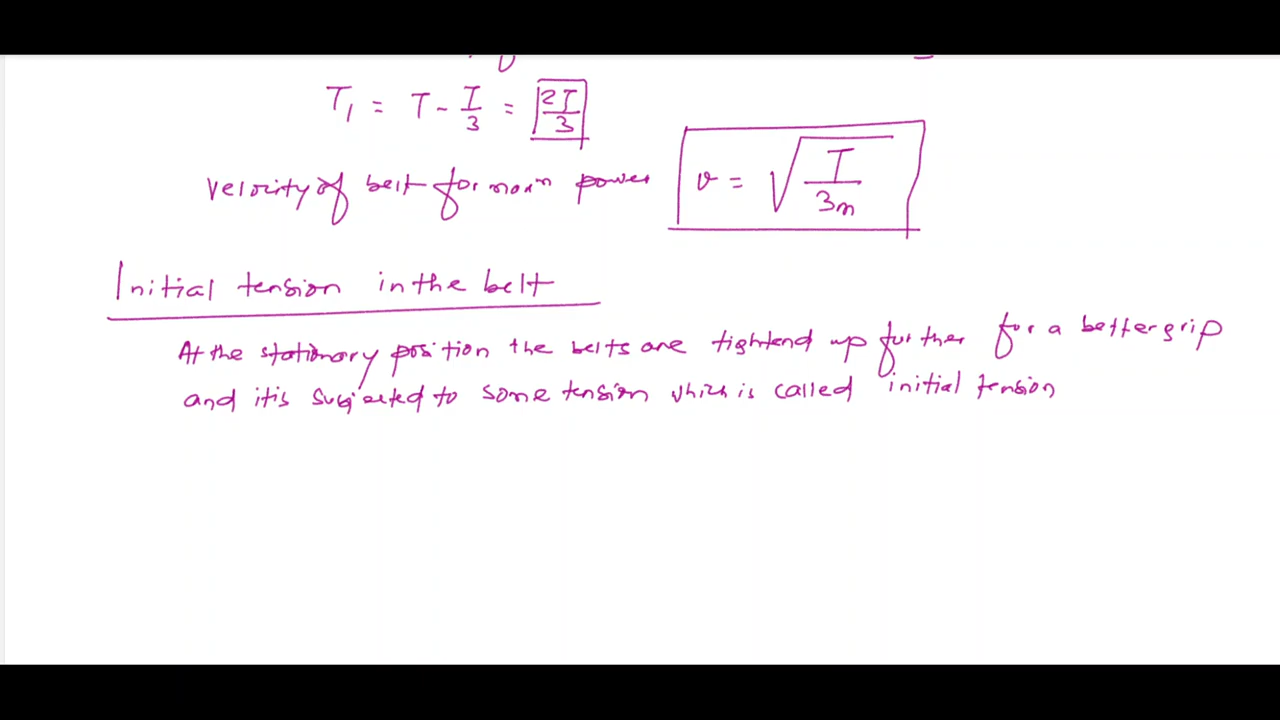 T₁ = T - T/3 = 2T/3
Velocity of belt for maxm power v = √(T/3m)
Initial tension in the belt
At the stationary position the belts are tightend up further for a better grip
and it is subjected to some tension which is called initial tension